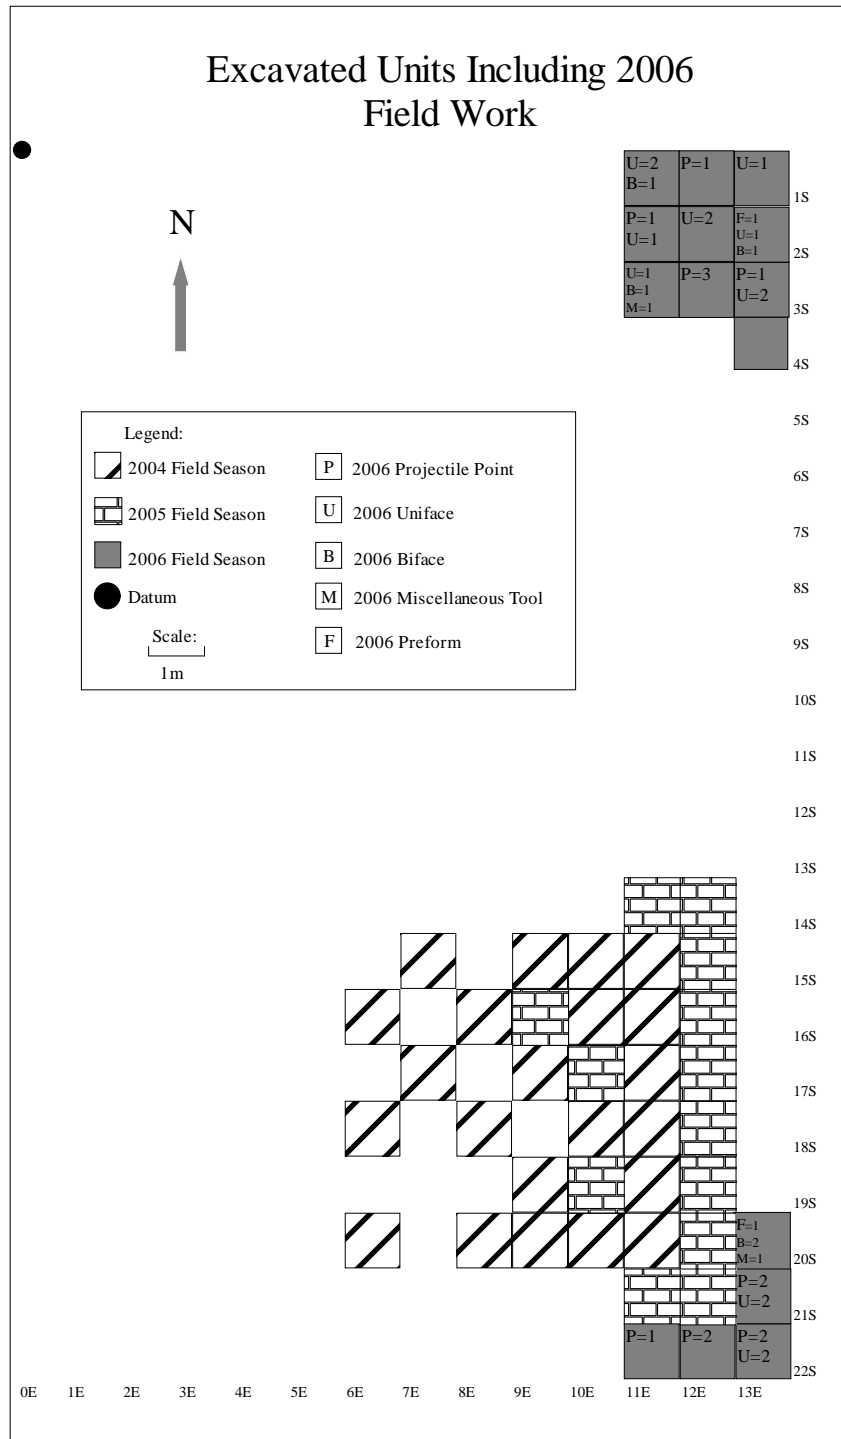 Excavated Units Including 2006
Field Work
U=2
B=1
P=1
U=1
1S
N
P=1
U=1
U=2
F=1
U=1
B=1
2S
U=1
B=1
M=1
P=3
P=1
U=2
3S
4S
5S
6S
7S
8S
9S
10S
11S
12S
13S
14S
15S
16S
17S
18S
19S
20S
21S
22S
Legend:
2004 Field Season
2005 Field Season
2006 Field Season
Datum
Scale:
1m
P 2006 Projectile Point
U 2006 Uniface
B 2006 Biface
M 2006 Miscellaneous Tool
F 2006 Preform
F=1
B=2
M=1
P=2
U=2
P=1
P=2
P=2
U=2
0E 1E 2E 3E 4E 5E 6E 7E 8E 9E 10E 11E 12E 13E